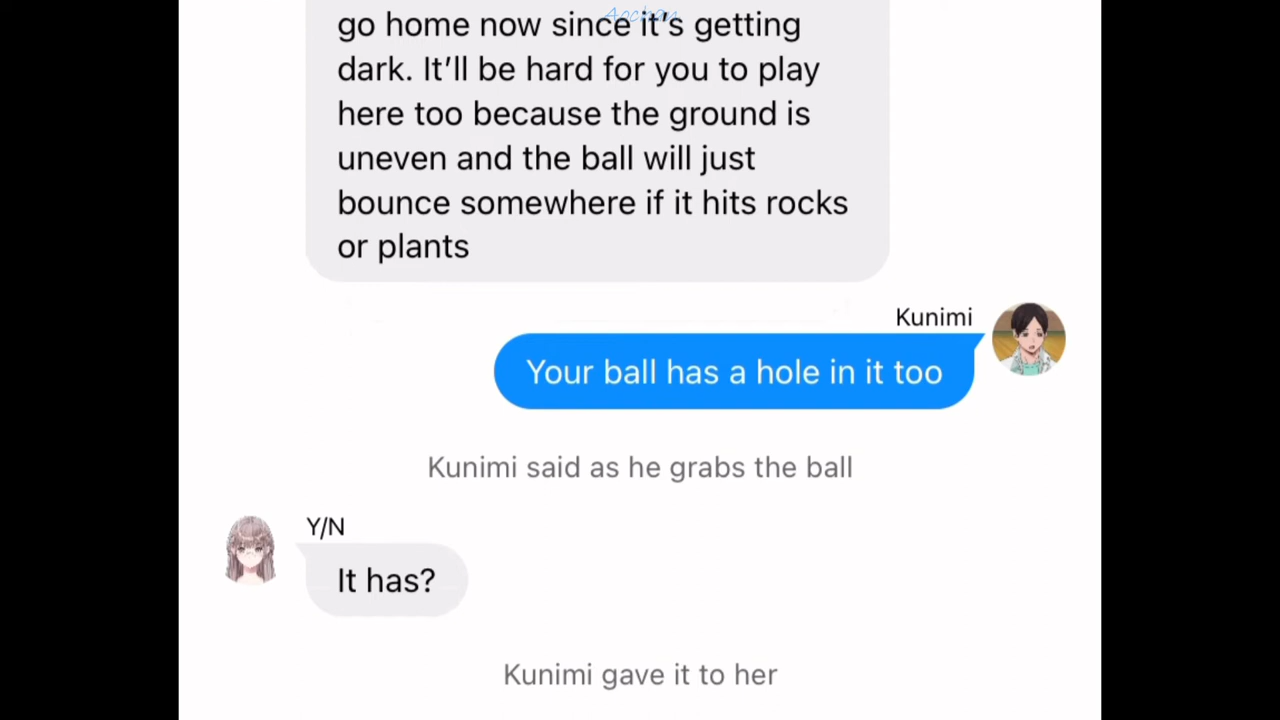 Aochan
go home now since it's getting
dark. It'll be hard for you to play
here too because the ground is
uneven and the ball will just
bounce somewhere if it hits rocks
or plants
Kunimi
Your ball has a hole in it too
Kunimi said as he grabs the ball
Y/N
It has?
Kunimi gave it to her